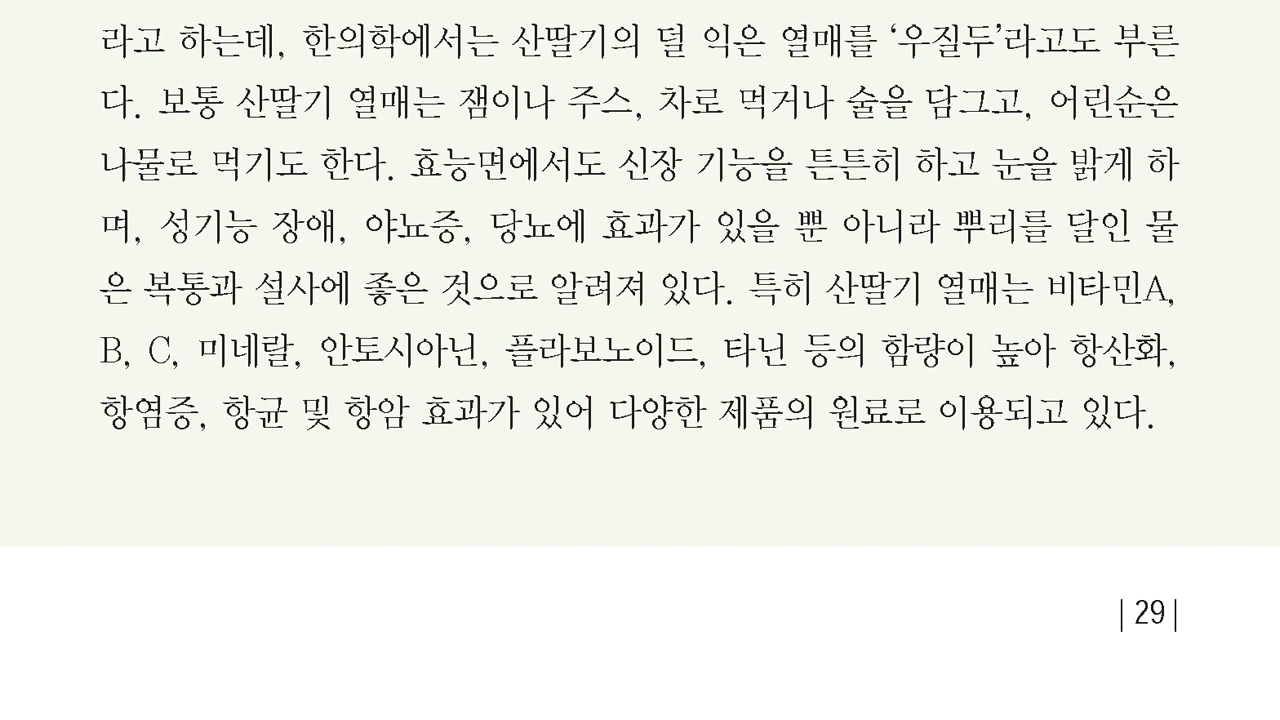 라고 하는데, 한의학에서는 산딸기의 덜 익은 열매를 ‘우질두’라고도 부른
다. 보통 산딸기 열매는 잼이나 주스, 차로 먹거나 술을 담그고, 어린순은
나물로 먹기도 한다. 효능면에서도 신장 기능을 튼튼히 하고 눈을 밝게 하
며, 성기능 장애, 야뇨증, 당뇨에 효과가 있을 뿐 아니라 뿌리를 달인 물
은 복통과 설사에 좋은 것으로 알려져 있다. 특히 산딸기 열매는 비타민A,
B, C, 미네랄, 안토시아닌, 플라보노이드, 타닌 등의 함량이 높아 항산화,
항염증, 항균 및 항암 효과가 있어 다양한 제품의 원료로 이용되고 있다.
| 29 |